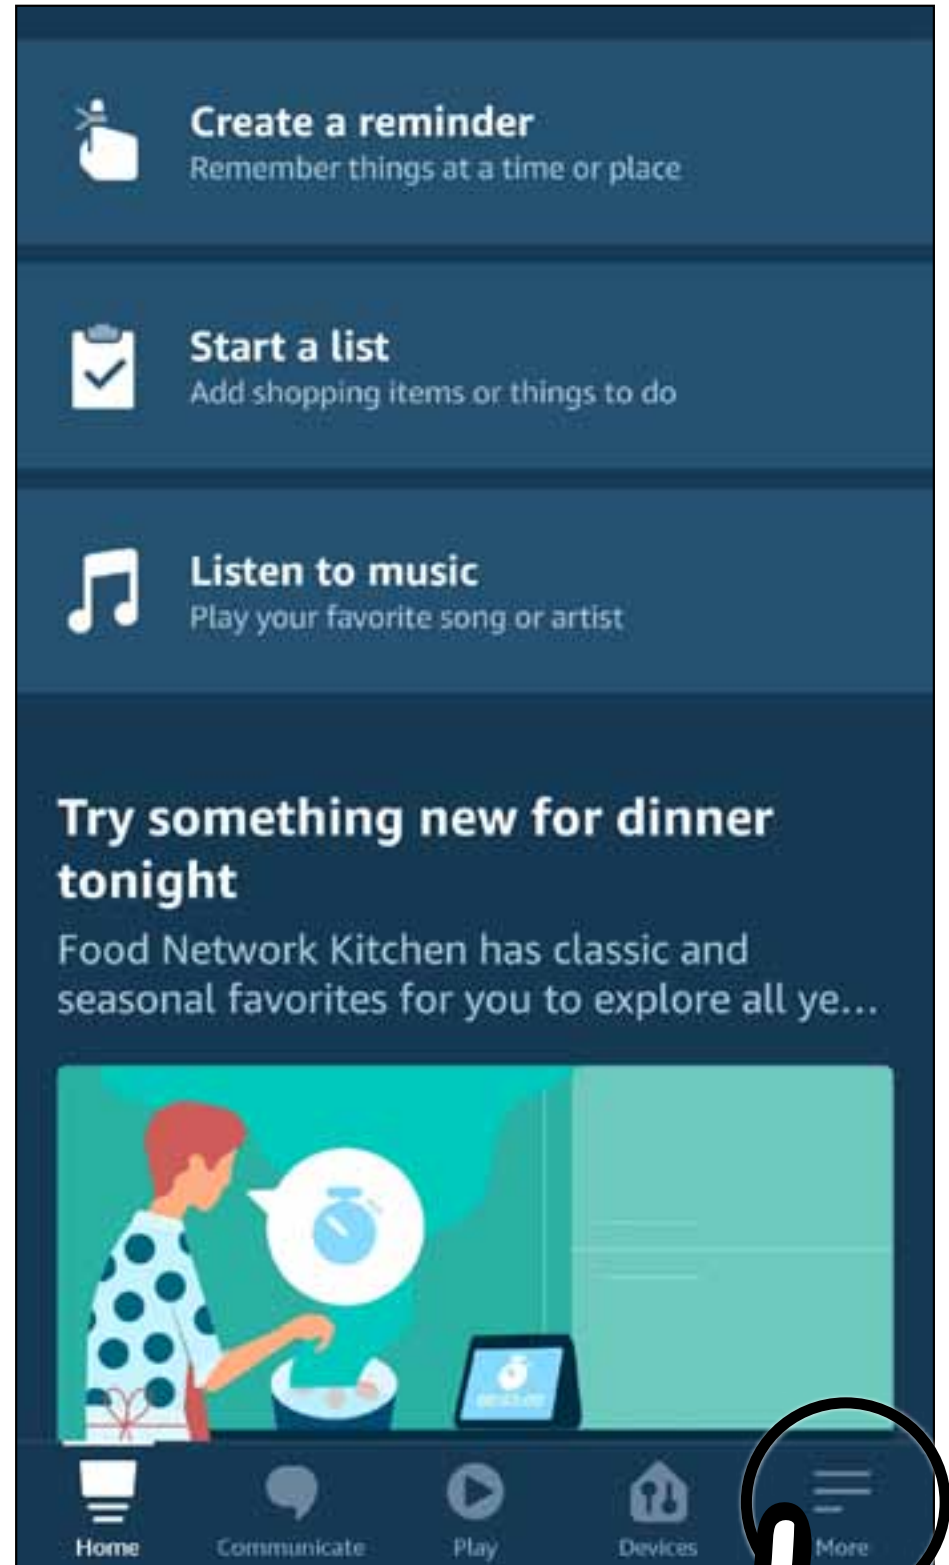 Create a reminder
Remember things at a time or place
Start a list
Add shopping items or things to do
Listen to music
Play your favorite song or artist
Try something new for dinner
tonight
Food Network Kitchen has classic and
seasonal favorites for you to explore all ye...
Home
Communicate
Play
Devices
More